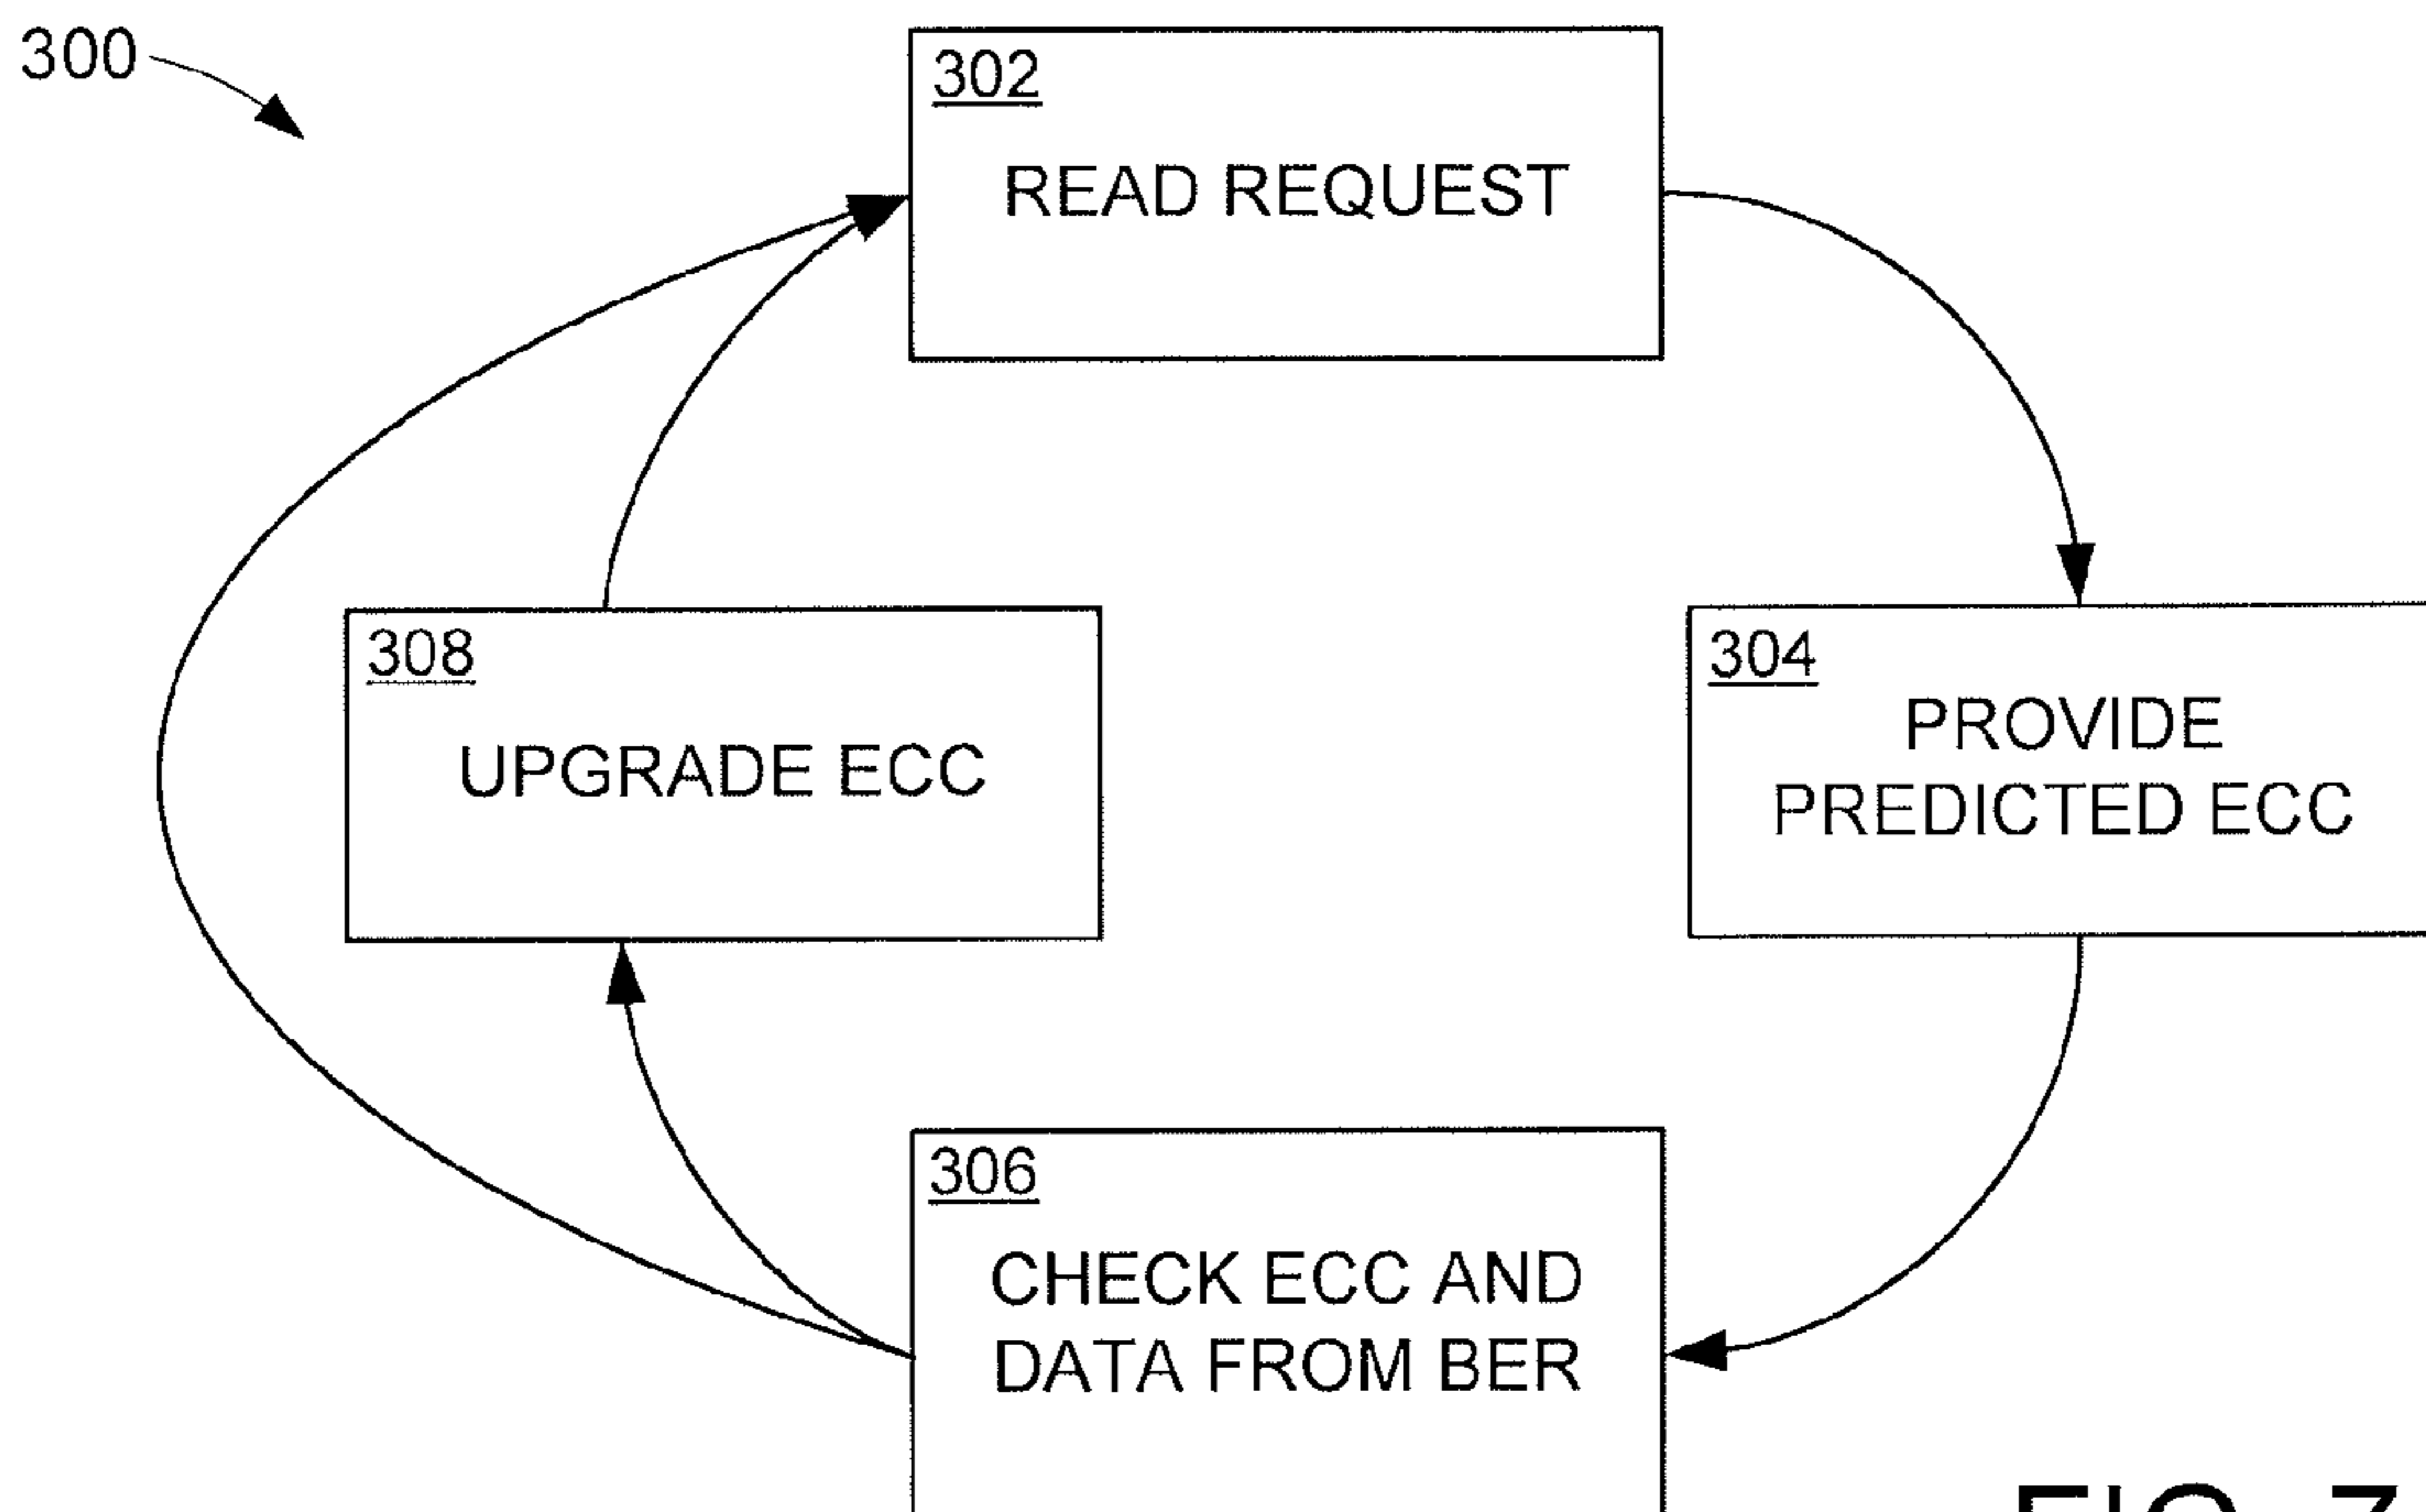 300
302
READ REQUEST
308
UPGRADE ECC
304
PROVIDE
PREDICTED ECC
306
CHECK ECC AND
DATA FROM BER